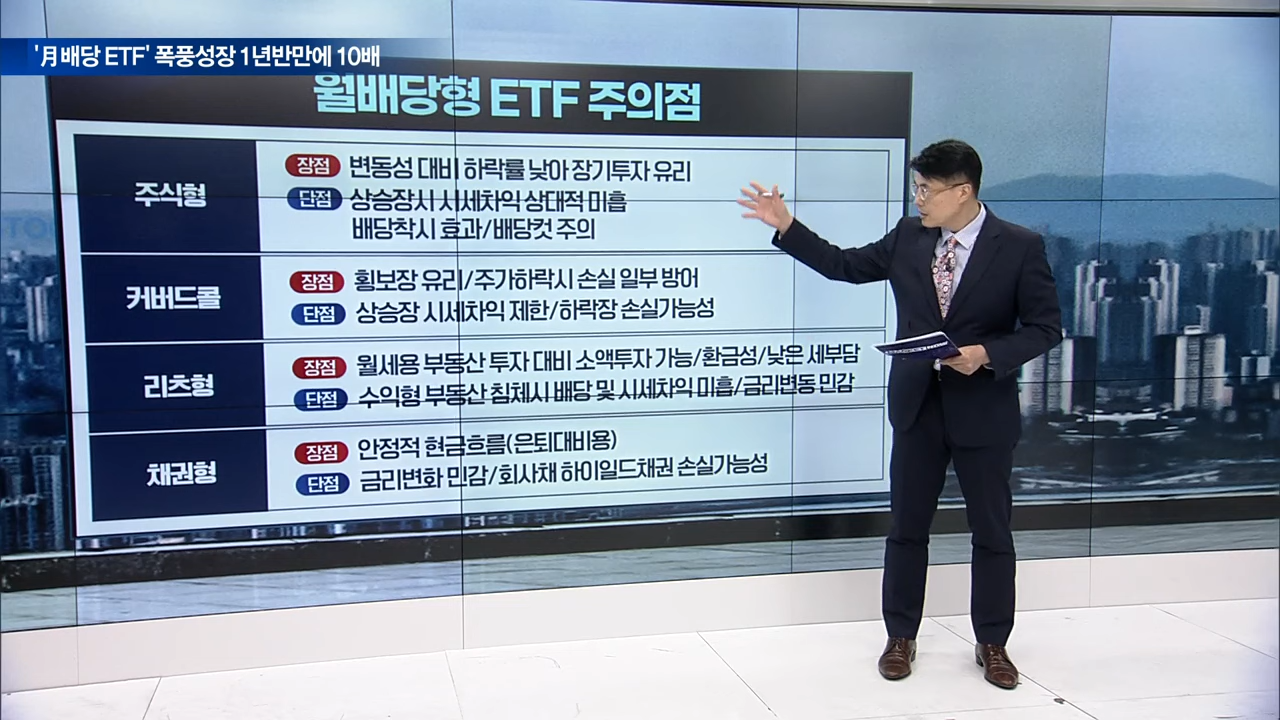 '月배당 ETF' 폭풍성장 1년반만에 10배
월배당형 ETF 주의점
주식형
장점 변동성 대비 하락률 낮아 장기투자 유리
단점 상승장시 시세차익 상대적 미흡
배당착시 효과/배당컷 주의
커버드콜
장점 횡보장 유리/주가하락시 손실 일부 방어
단점 상승장 시세차익 제한/하락장 손실가능성
리츠형
장점 월세용 부동산 투자 대비 소액투자 가능/환금성/낮은 세부담
단점 수익형 부동산 침체시 배당 및 시세차익 미흡/금리변동 민감
채권형
장점 안정적 현금흐름(은퇴대비용)
단점 금리변화 민감/회사채 하이일드채권 손실가능성